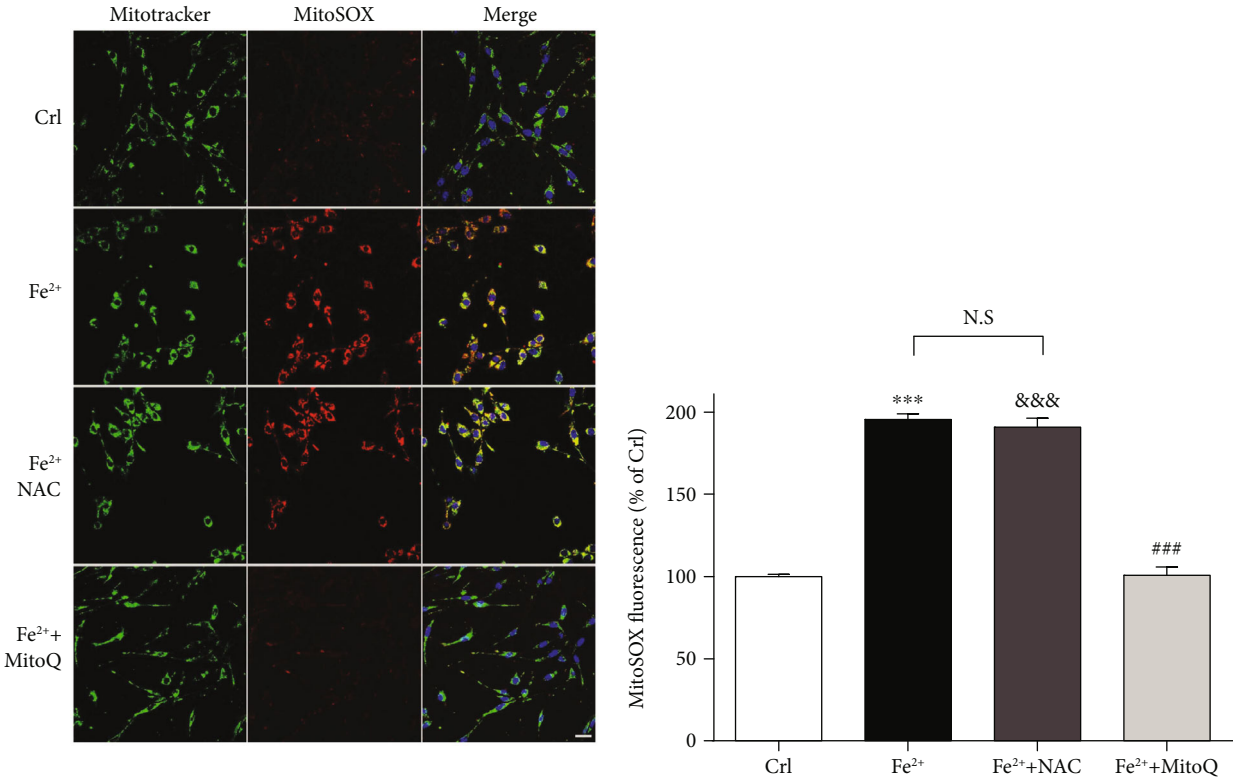 Mitotracker MitoSOX Merge
Crl
Fe²⁺
Fe²⁺
NAC
Fe²⁺+
MitoQ
N.S
*** &&& ###
MitoSOX fluorescence (% of Crl)
200
150
100
50
0
Crl Fe²⁺ Fe²⁺+NAC Fe²⁺+MitoQ